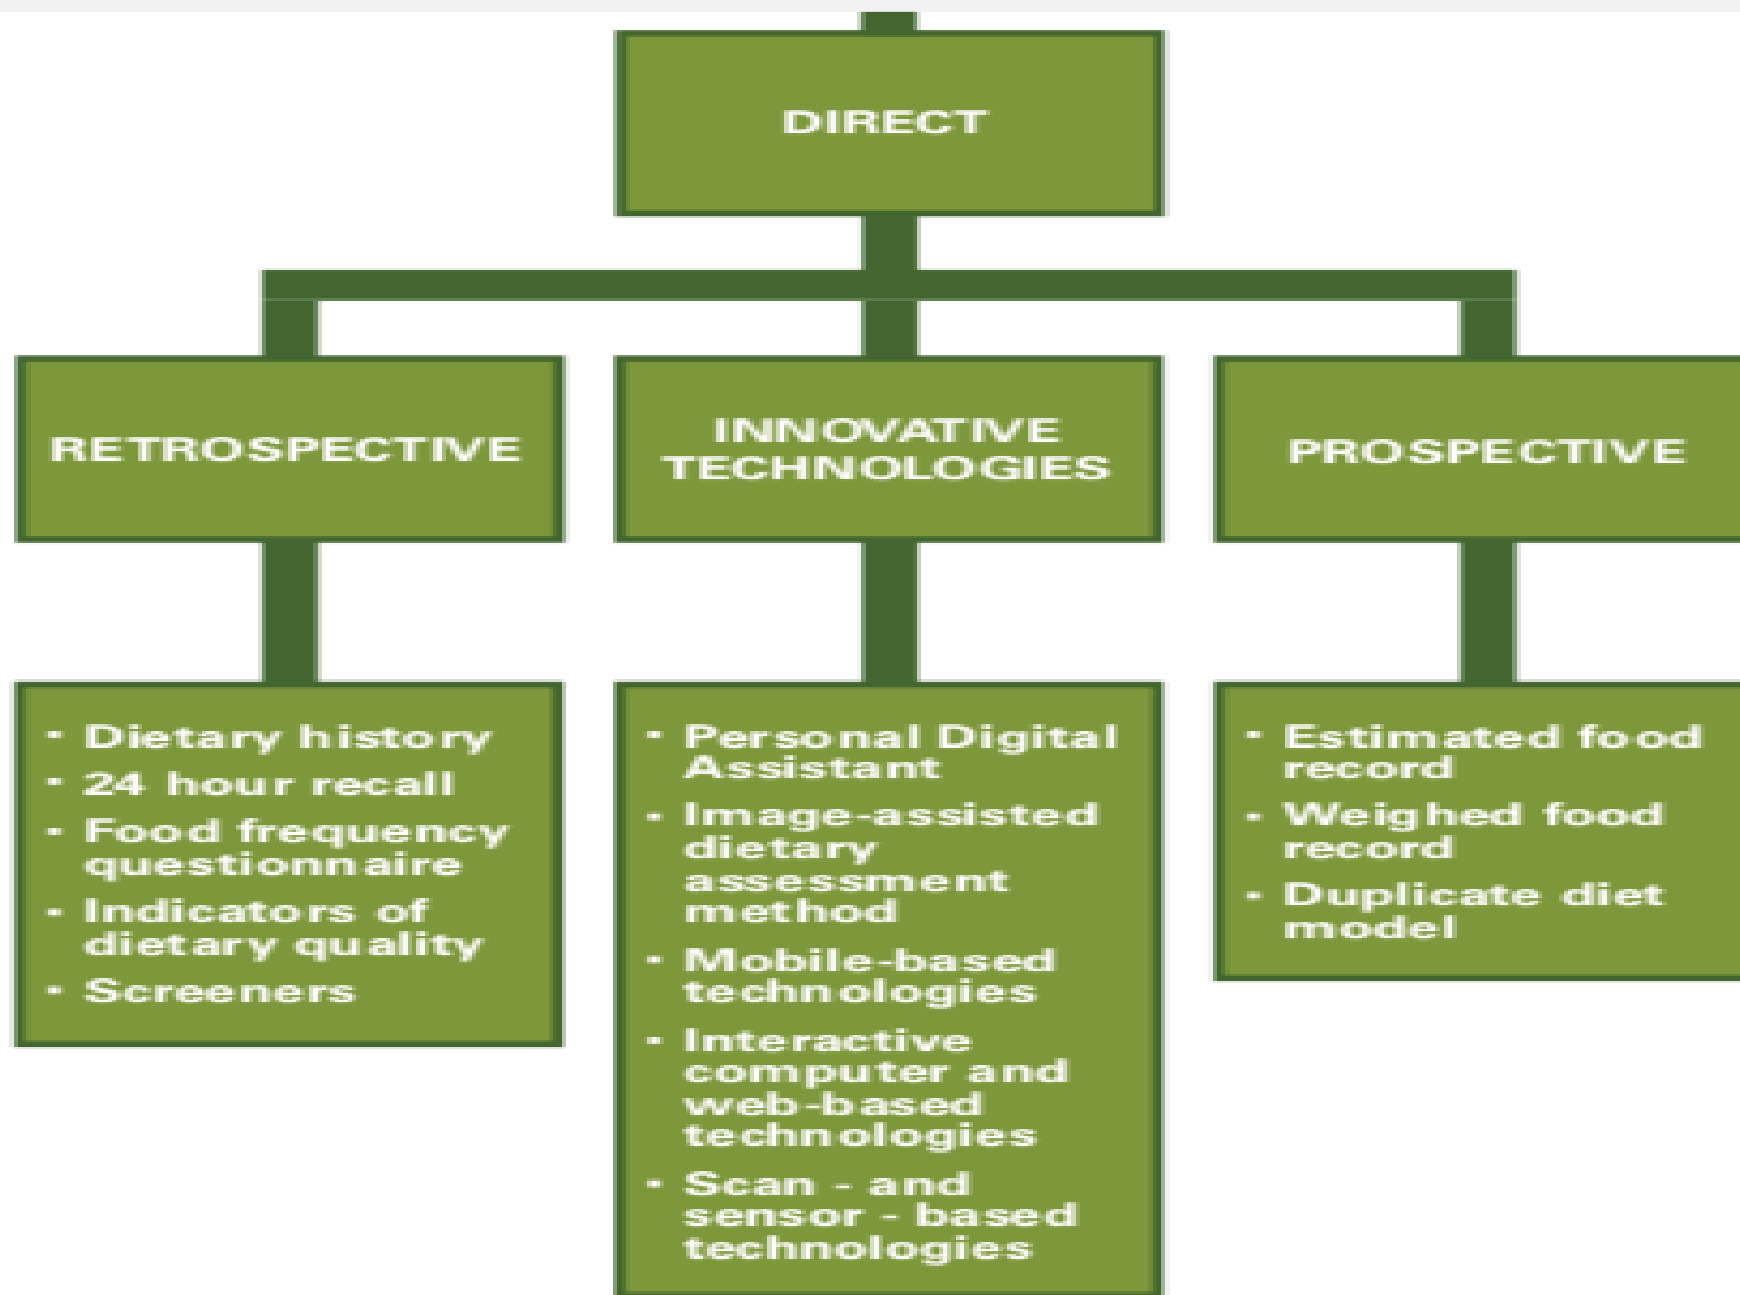 DIRECT
RETROSPECTIVE
INNOVATIVE
TECHNOLOGIES
PROSPECTIVE
• Dietary history
• 24 hour recall
• Food frequency
questionnaire
• Indicators of
dietary quality
• Screeners
• Personal Digital
Assistant
• Image-assisted
dietary
assessment
method
• Mobile-based
technologies
• Interactive
computer and
web-based
technologies
• Scan - and
sensor - based
technologies
• Estimated food
record
• Weighed food
record
• Duplicate diet
model